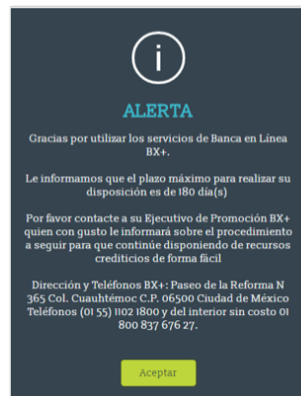 i
ALERTA
Gracias por utilizar los servicios de Banca en Línea
BX+.
Le informamos que el plazo máximo para realizar su
disposición es de 180 día(s)
Por favor contacte a su Ejecutivo de Promoción BX+
quien con gusto le informará sobre el procedimiento
a seguir para que continúe disponiendo de recursos
crediticios de forma fácil
Dirección y Teléfonos BX+: Paseo de la Reforma N
365 Col. Cuauhtémoc C.P. 06500 Ciudad de México
Teléfonos (01 55) 1102 1800 y del interior sin costo 01
800 837 676 27.
Aceptar